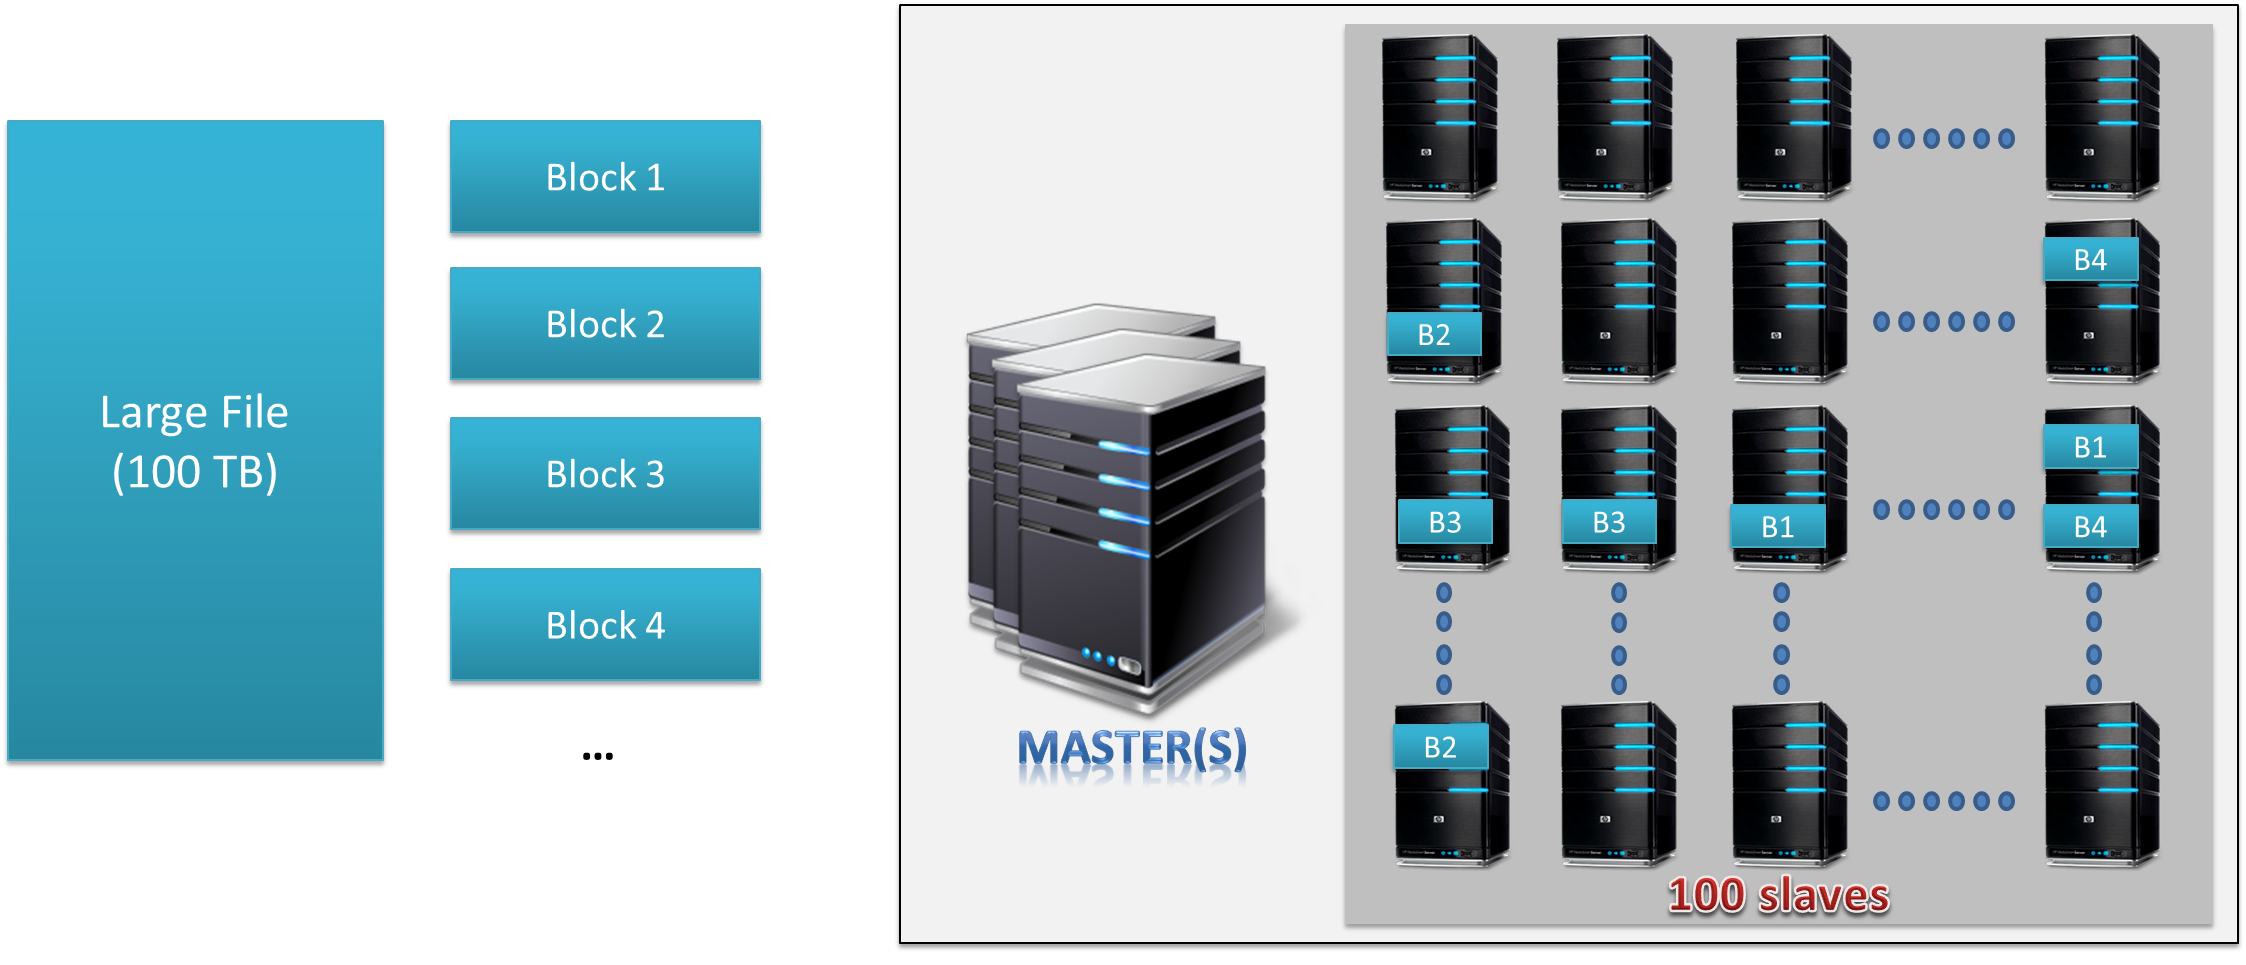 Large File
(100 TB)
Block 1
Block 2
Block 3
Block 4
...
MASTER(S)
B2
B4
B3
B3
B1
B1
B4
B2
100 slaves